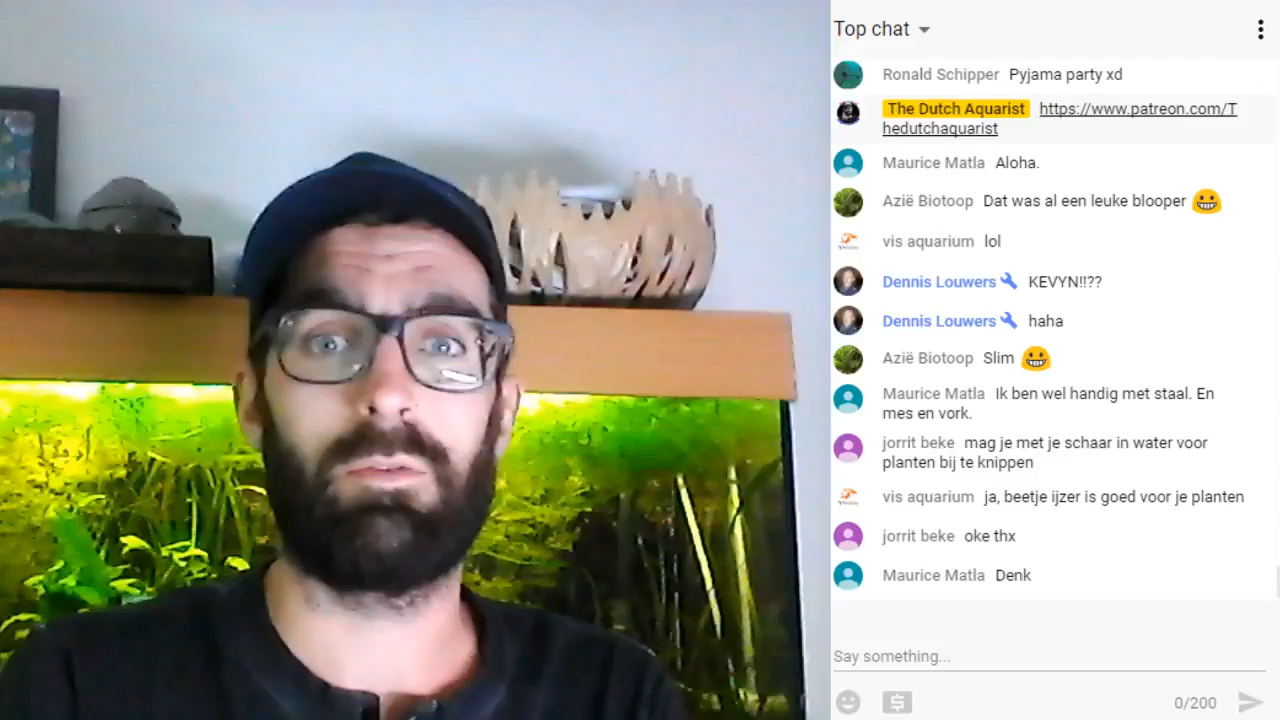 Top chat
Ronald Schipper Pyjama party xd
The Dutch Aquarist https://www.patreon.com/T
hedutchaquarist
Maurice Matla Aloha.
Azië Biotoop Dat was al een leuke blooper 😀
vis aquarium lol
Dennis Louwers KEVYN!!??
Dennis Louwers haha
Azië Biotoop Slim 😀
Maurice Matla Ik ben wel handig met staal. En
mes en vork.
jorrit beke mag je met je schaar in water voor
planten bij te knippen
vis aquarium ja, beetje ijzer is goed voor je planten
jorrit beke oke thx
Maurice Matla Denk
Say something...
0/200